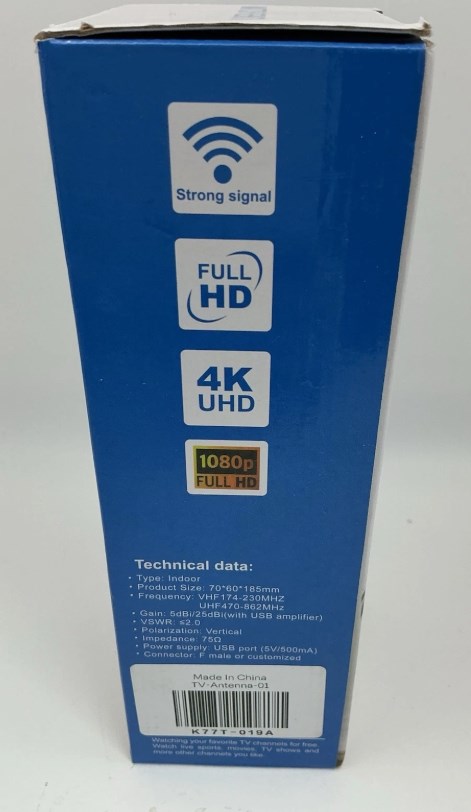 Strong signal
FULL
HD
4K
UHD
1080p
FULL HD
Technical data:
• Type: Indoor
• Product Size: 70*60*185mm
• Frequency: VHF174-230MHZ
UHF470-862MHz
• Gain: 5dBi/25dBi(with USB amplifier)
• VSWR: ≤2.0
• Polarization: Vertical
• Impedance: 75Ω
• Power supply: USB port (5V/500mA)
• Connector: F male or customized
Made In China
TV-Antenna-01
K77T-019A
Watching your favorite TV channels for free.
Watch live sports, movies, TV shows and
more other channels you like.